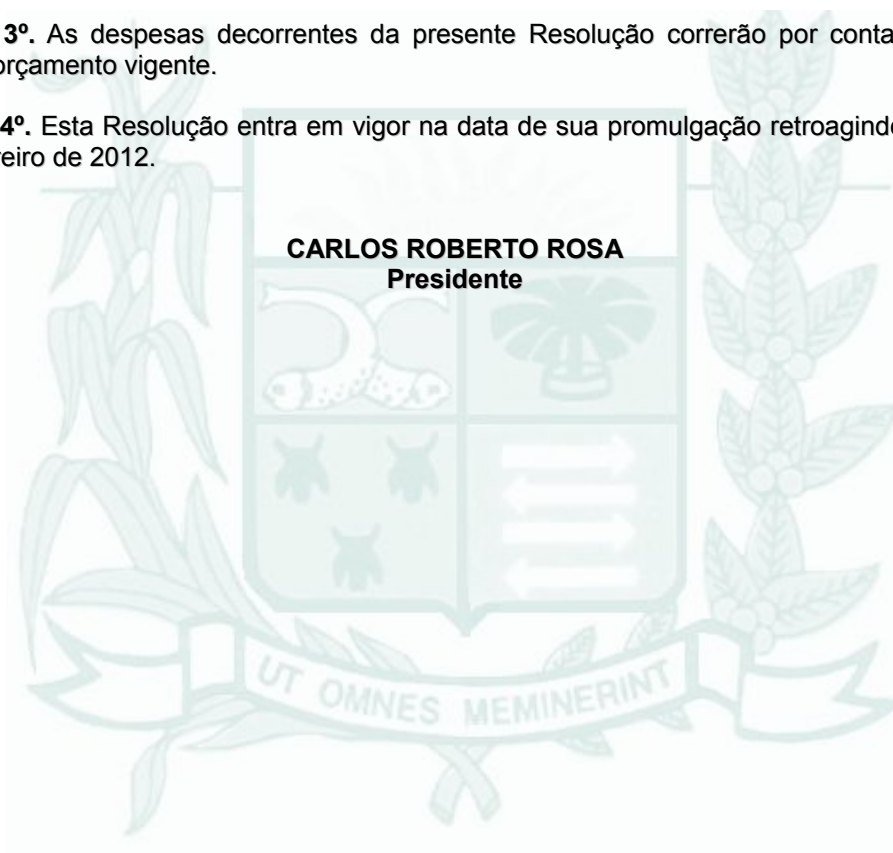 3º. As despesas decorrentes da presente Resolução correrão por conta
orçamento vigente.
4º. Esta Resolução entra em vigor na data de sua promulgação retroagindo
reiro de 2012.
CARLOS ROBERTO ROSA
Presidente
UT OMNES MEMINERINT